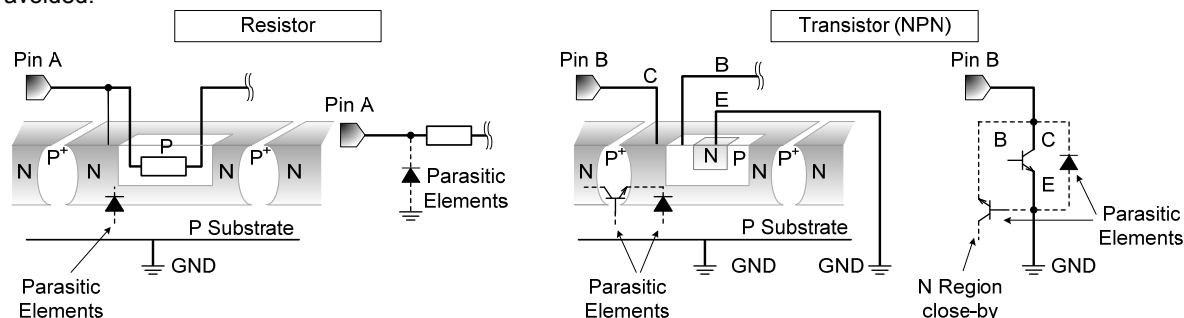 avoided.
Resistor
Transistor (NPN)
Pin A
Pin B
C
B
E
Pin B
Pin A
N
P+
N
P
N
P+
N
Parasitic
Elements
P Substrate
GND
Parasitic
Elements
N
P+
N
N
P
P+
N
P Substrate
GND
GND
Parasitic
Elements
B
C
E
Parasitic
Elements
GND
N Region
close-by